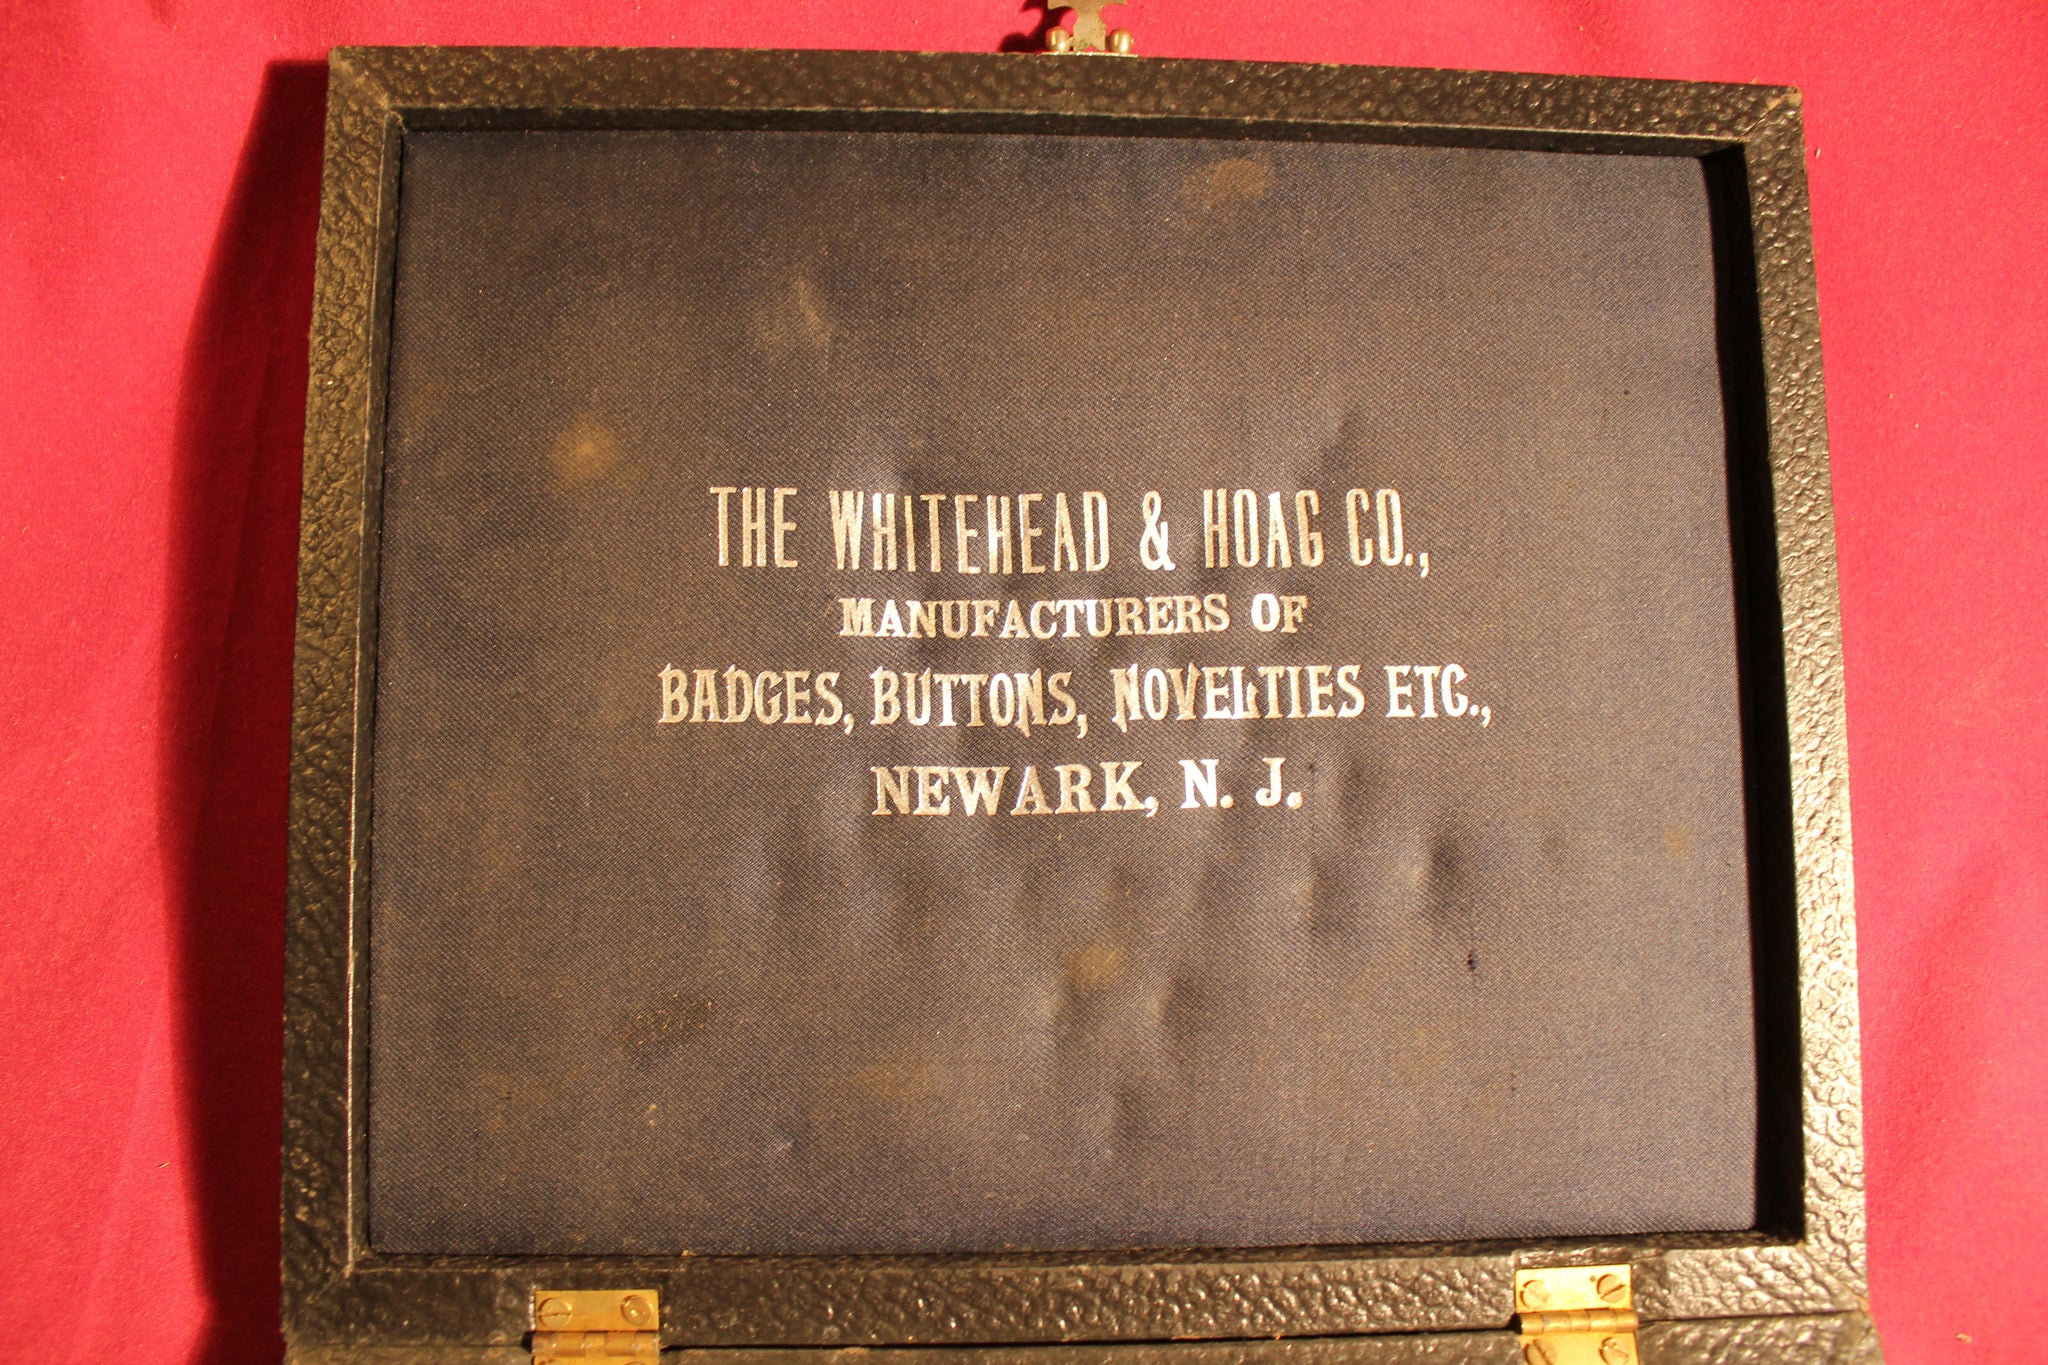 THE WHITEHEAD & HOAG CO.,
MANUFACTURERS OF
BADGES, BUTTONS, NOVELTIES ETC.,
NEWARK, N. J.